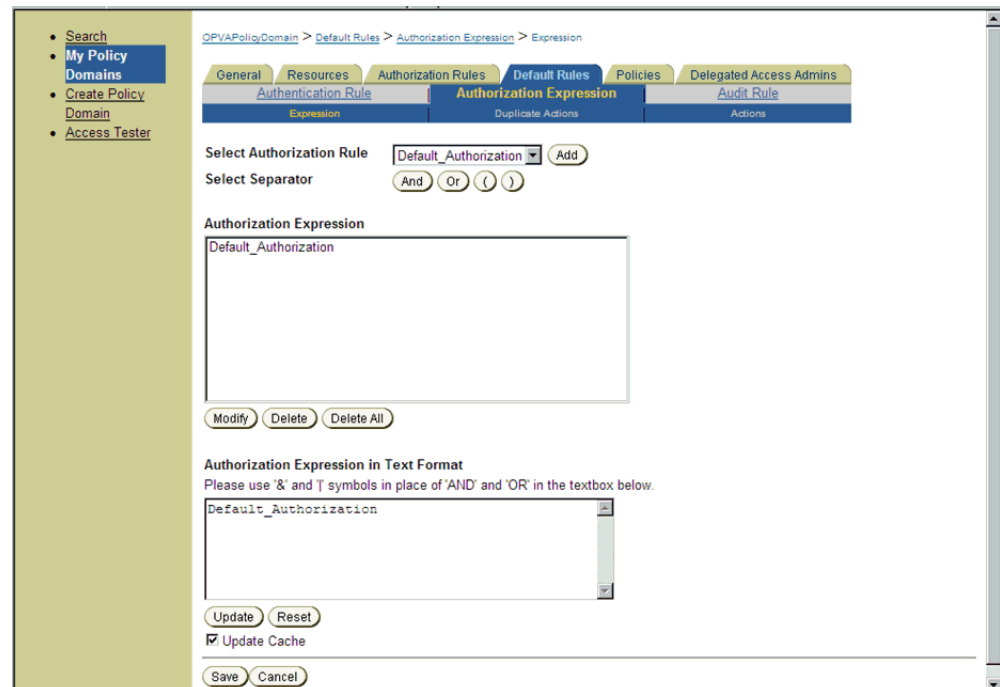 Search
My Policy
Domains
Create Policy
Domain
Access Tester
OPVAPolicyDomain > Default Rules > Authorization Expression > Expression
General Resources Authorization Rules Default Rules Policies Delegated Access Admins
Authentication Rule Authorization Expression Audit Rule
Expression Duplicate Actions Actions
Select Authorization Rule Default_Authorization Add
Select Separator And Or ( )
Authorization Expression
Default_Authorization
Modify Delete Delete All
Authorization Expression in Text Format
Please use '&' and '|' symbols in place of 'AND' and 'OR' in the textbox below.
Default_Authorization
Update Reset
Update Cache
Save Cancel